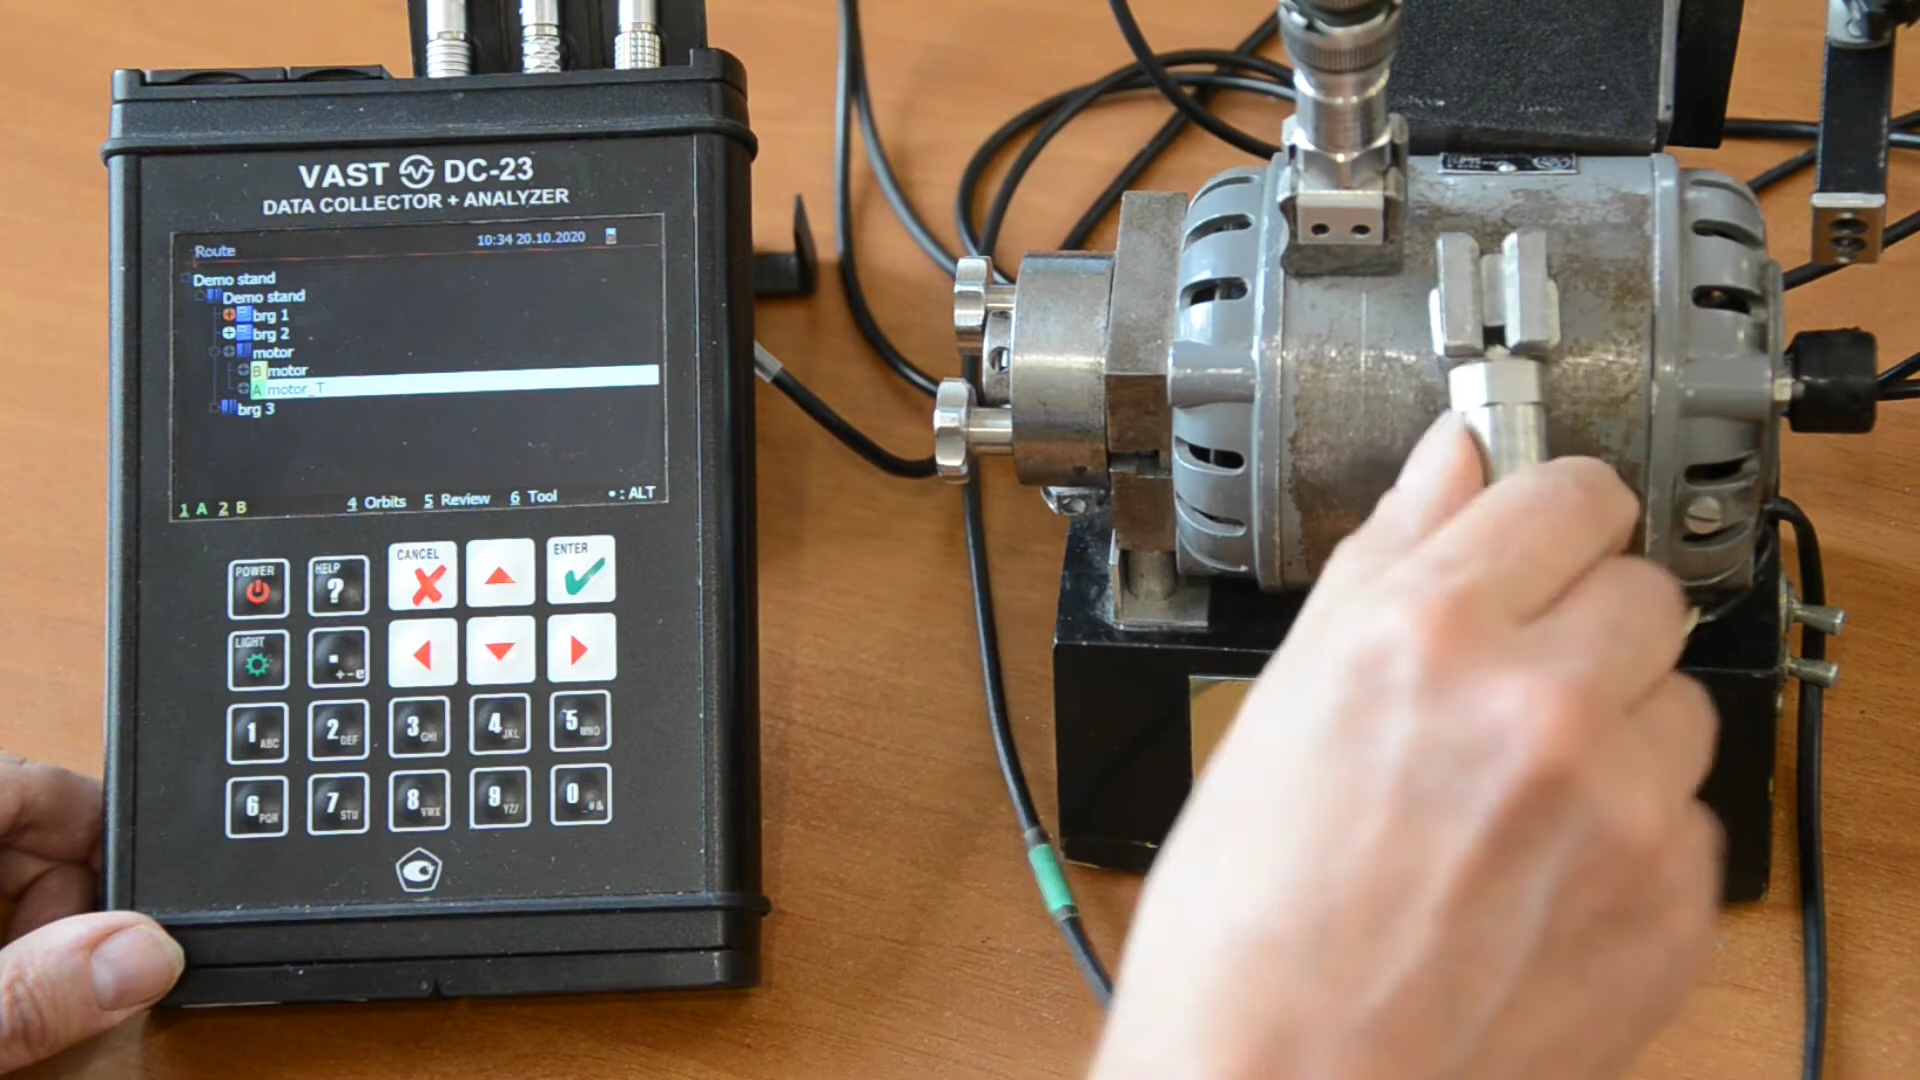 VAST DC-23
DATA COLLECTOR + ANALYZER
Route 10:34 20.10.2020
Demo stand
Demo stand
brg 1
brg 2
motor
B motor
A motor_T
brg 3
1 A 2 B 4 Orbits 5 Review 6 Tool •:ALT
POWER HELP ? CANCEL ENTER
LIGHT . +-e
1 ABC 2 DEF 3 GHI 4 JKL 5 MNO
6 PQR 7 STU 8 VWX 9 YZ/ 0 _#&